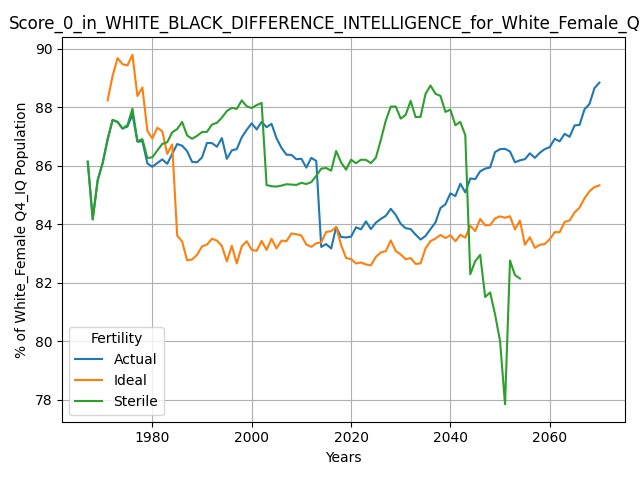 Score_0_in_WHITE_BLACK_DIFFERENCE_INTELLIGENCE_for_White_Female_Q
% of White_Female Q4_IQ Population
90
88
86
84
82
80
78
Fertility
Actual
Ideal
Sterile
1980
2000
2020
2040
2060
Years